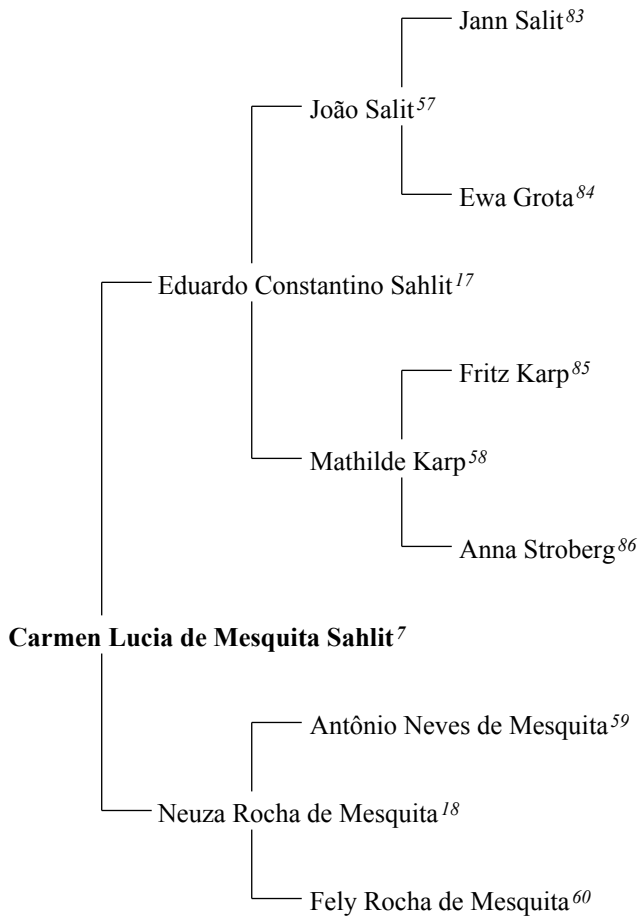 Jann Salit83
João Salit57
Ewa Grota84
Eduardo Constantino Sahlit17
Fritz Karp85
Mathilde Karp58
Anna Stroberg86
Carmen Lucia de Mesquita Sahlit7
Antônio Neves de Mesquita59
Neuza Rocha de Mesquita18
Fely Rocha de Mesquita60